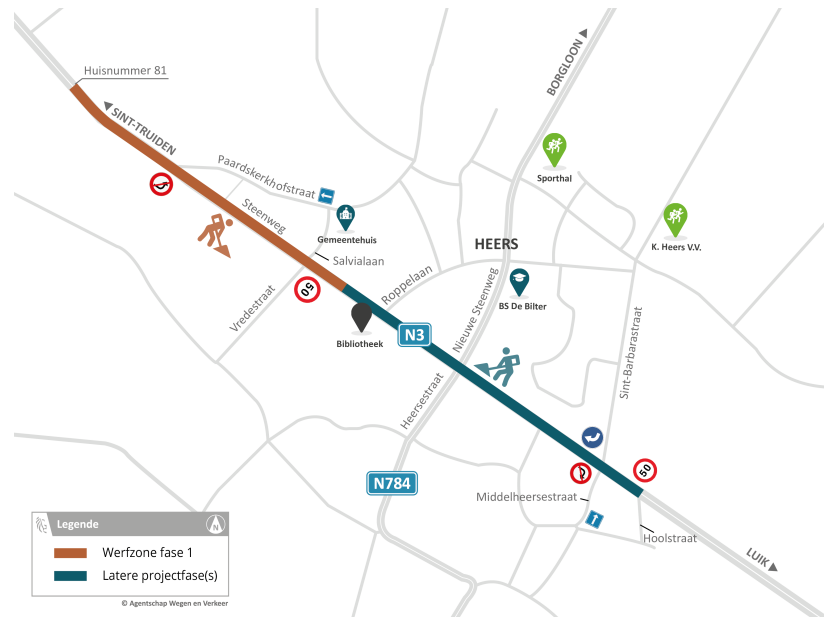 Huisnummer 81
SINT-TRUIDEN
BORGLOON
Paardskerkhofstraat
Sporthal
Steenweg
Gemeentehuis
K. Heers V.V.
HEERS
Salvialaan
Roppelaan
50
Vredestraat
BS De Bilter
Nieuwe Steenweg
N3
Bibliotheek
Sint-Barbarastraat
Heersestraat
50
N784
Middelheersestraat
Hoolstraat
LUIK
Legende
N
Werfzone fase 1
Latere projectfase(s)
© Agentschap Wegen en Verkeer